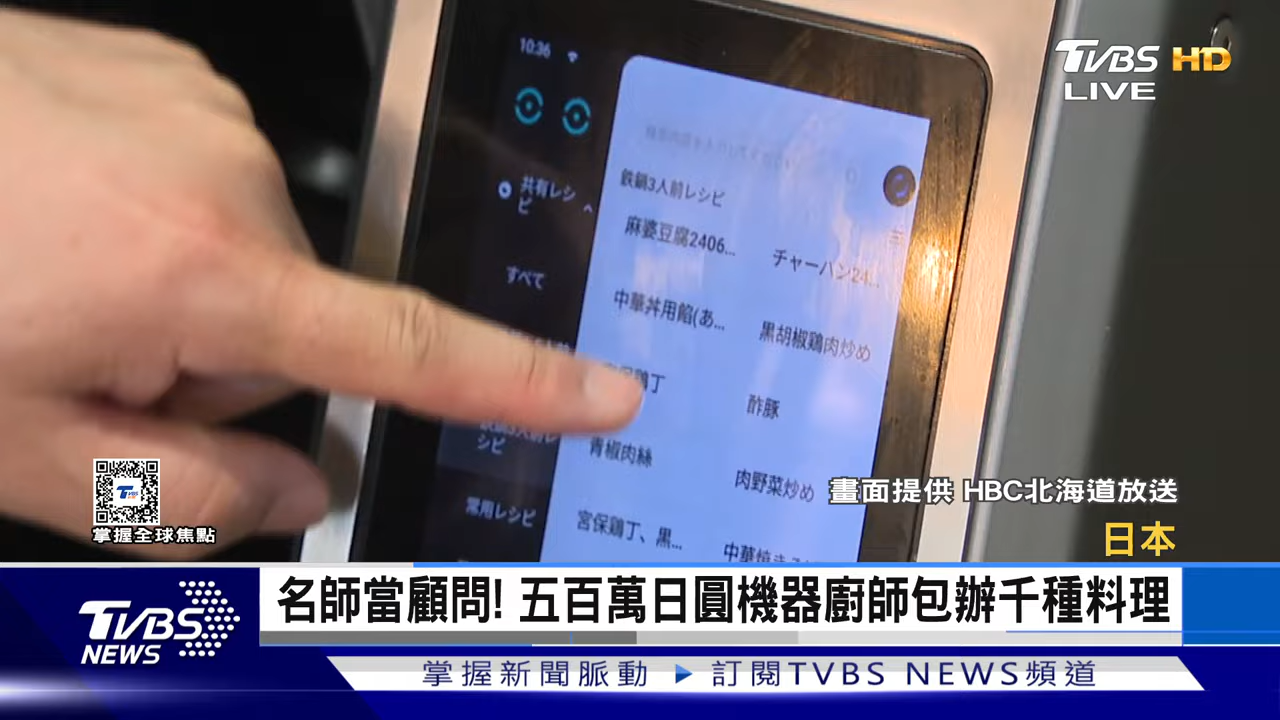 TVBS HD
LIVE
10:36
共有レシ
ピ
すべて
シピ
常用レシピ
鉄鍋3人前レシピ
麻婆豆腐2406...
チャーハン24...
中華丼用餡(あ...
黒胡椒鶏肉炒め
酢豚
青椒肉絲
肉野菜炒め
宮保鶏丁、黒...
畫面提供 HBC北海道放送
日本
掌握全球焦點
TVBS
NEWS
名師當顧問! 五百萬日圓機器廚師包辦千種料理
掌握新聞脈動 ▶ 訂閱TVBS NEWS頻道